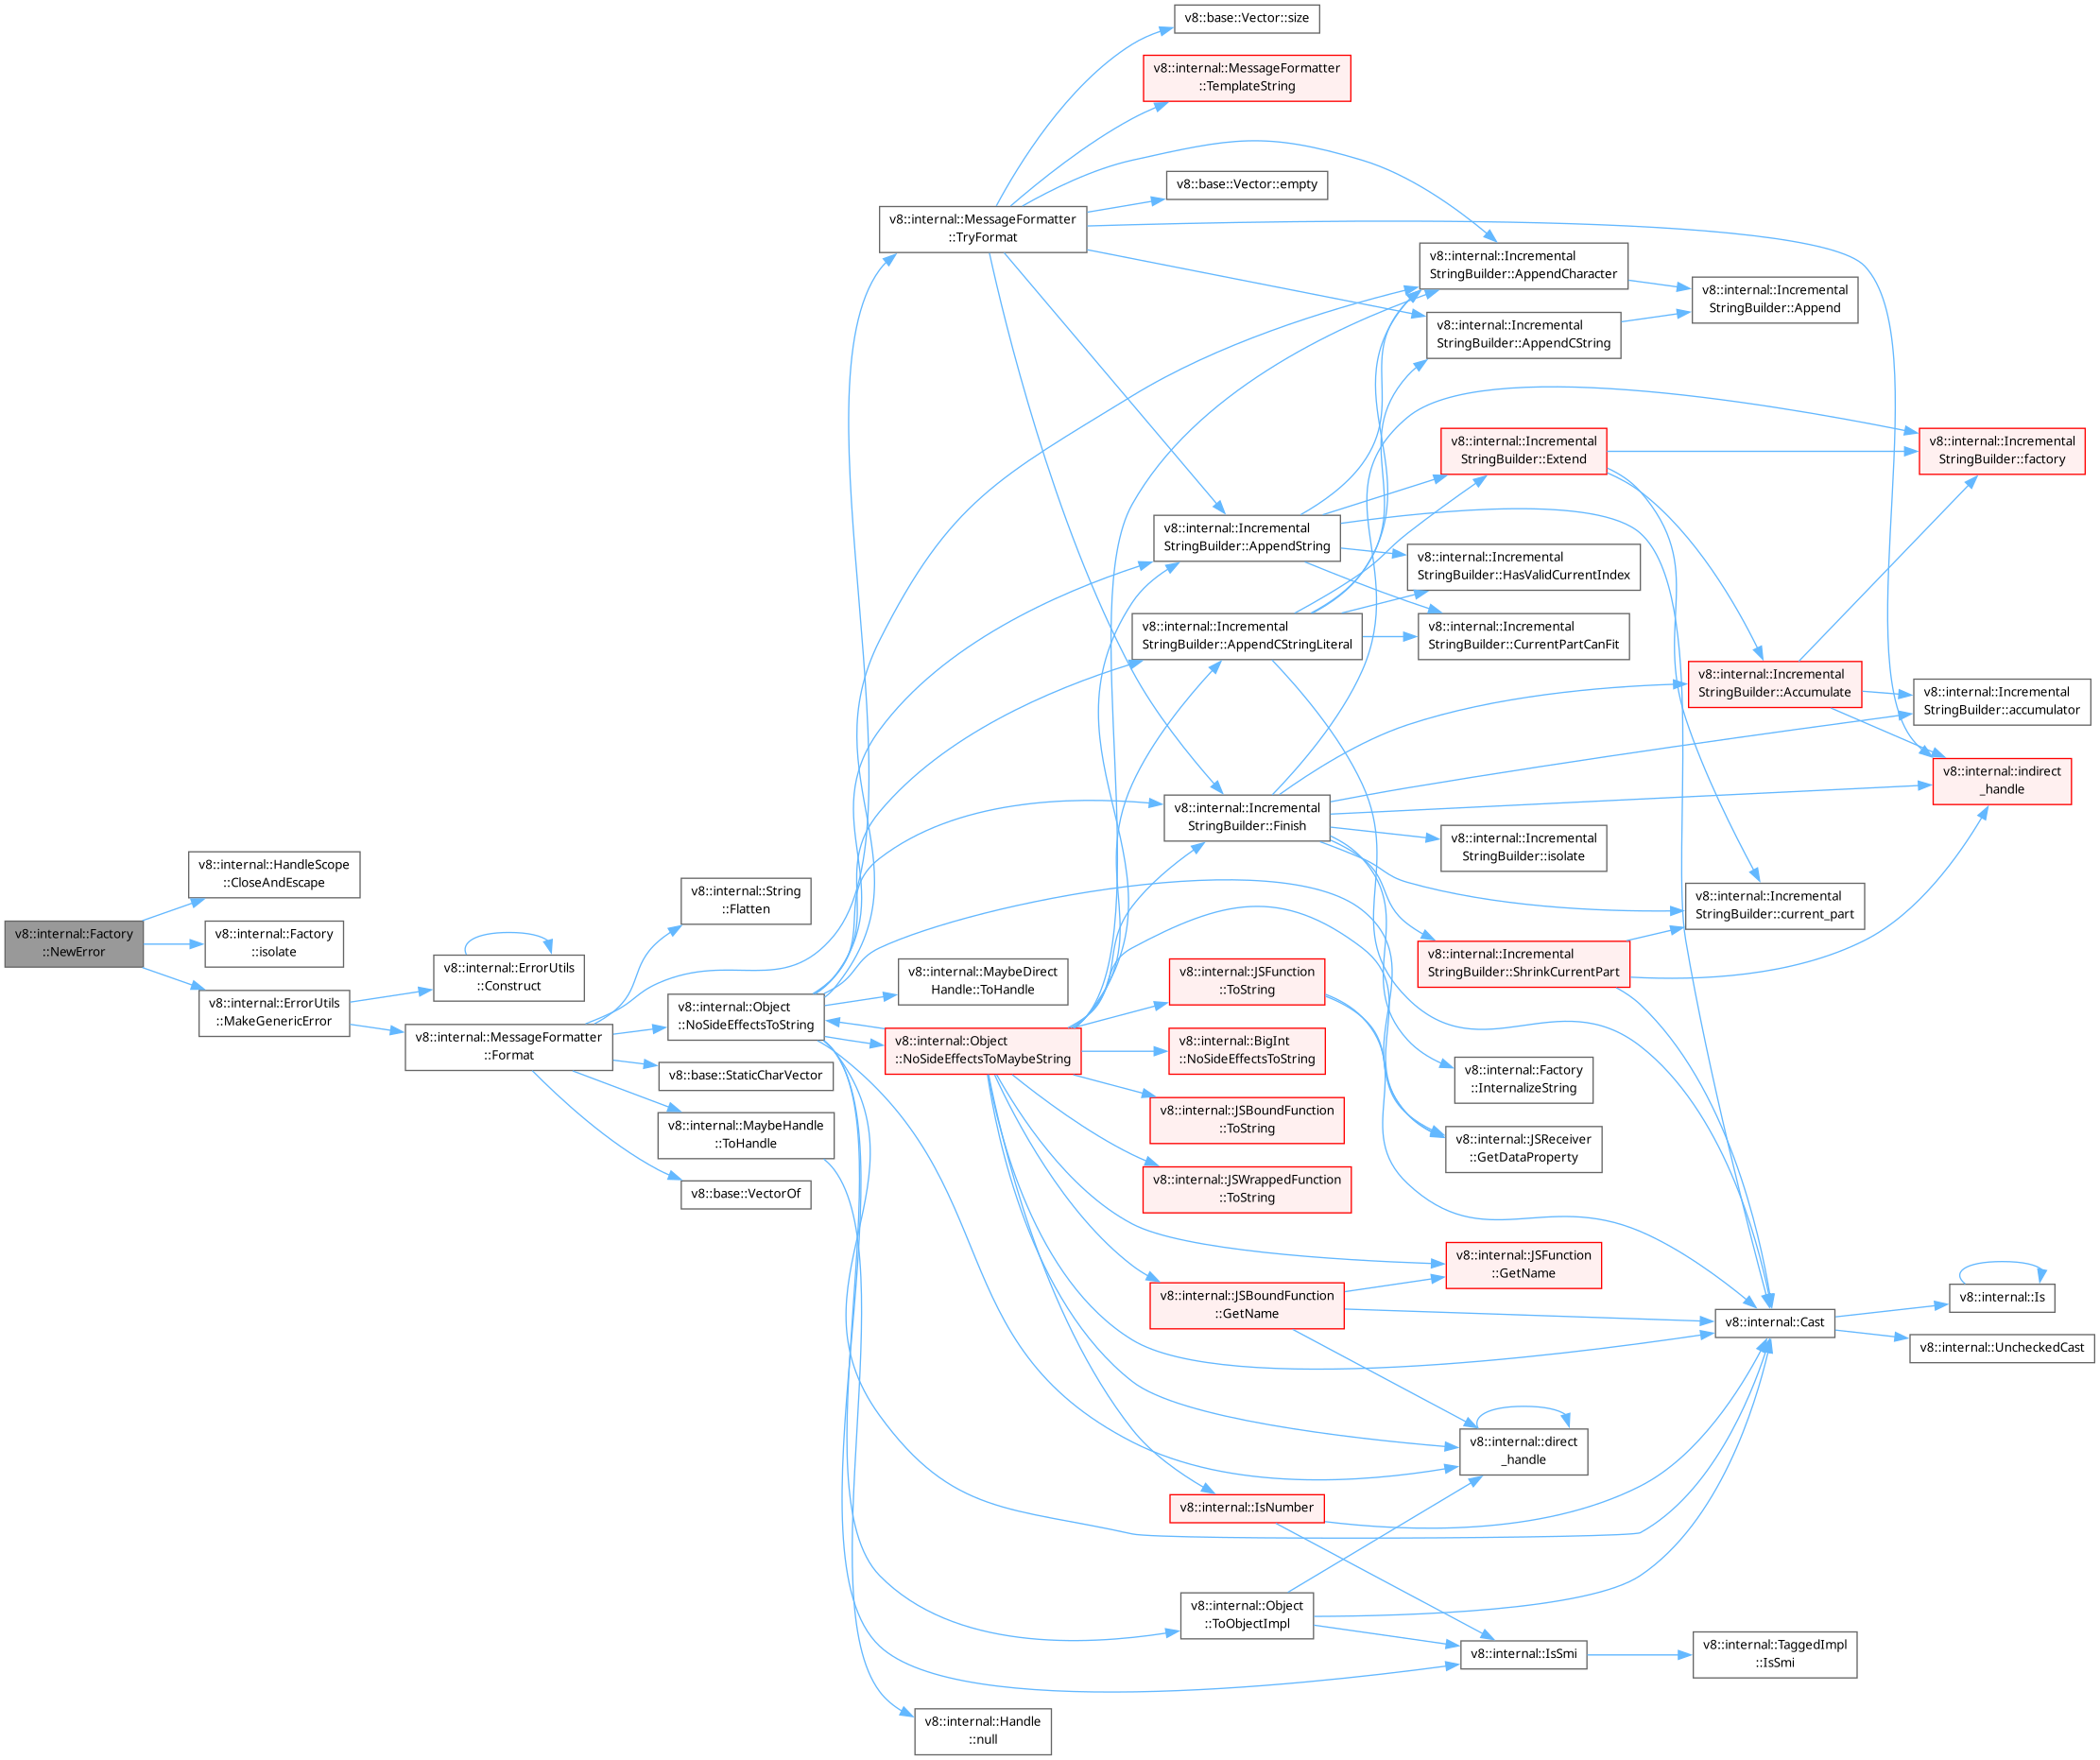 v8::base::Vector::size
v8::internal::MessageFormatter
::TemplateString
v8::base::Vector::empty
v8::internal::MessageFormatter
::TryFormat
v8::internal::Incremental
StringBuilder::AppendCharacter
v8::internal::Incremental
StringBuilder::Append
v8::internal::Incremental
StringBuilder::AppendCString
v8::internal::Incremental
StringBuilder::Extend
v8::internal::Incremental
StringBuilder::factory
v8::internal::Incremental
StringBuilder::AppendString
v8::internal::Incremental
StringBuilder::HasValidCurrentIndex
v8::internal::Incremental
StringBuilder::AppendCStringLiteral
v8::internal::Incremental
StringBuilder::CurrentPartCanFit
v8::internal::Incremental
StringBuilder::Accumulate
v8::internal::Incremental
StringBuilder::accumulator
v8::internal::indirect
_handle
v8::internal::Incremental
StringBuilder::Finish
v8::internal::Incremental
StringBuilder::isolate
v8::internal::HandleScope
::CloseAndEscape
v8::internal::String
::Flatten
v8::internal::Incremental
StringBuilder::current_part
v8::internal::Factory
::NewError
v8::internal::Factory
::isolate
v8::internal::ErrorUtils
::Construct
v8::internal::MaybeDirect
Handle::ToHandle
v8::internal::JSFunction
::ToString
v8::internal::Incremental
StringBuilder::ShrinkCurrentPart
v8::internal::ErrorUtils
::MakeGenericError
v8::internal::MessageFormatter
::Format
v8::internal::Object
::NoSideEffectsToString
v8::internal::Object
::NoSideEffectsToMaybeString
v8::internal::BigInt
::NoSideEffectsToString
v8::base::StaticCharVector
v8::internal::Factory
::InternalizeString
v8::internal::JSBoundFunction
::ToString
v8::internal::MaybeHandle
::ToHandle
v8::internal::JSReceiver
::GetDataProperty
v8::base::VectorOf
v8::internal::JSWrappedFunction
::ToString
v8::internal::JSFunction
::GetName
v8::internal::JSBoundFunction
::GetName
v8::internal::Is
v8::internal::Cast
v8::internal::UncheckedCast
v8::internal::direct
_handle
v8::internal::IsNumber
v8::internal::Object
::ToObjectImpl
v8::internal::IsSmi
v8::internal::TaggedImpl
::IsSmi
v8::internal::Handle
::null